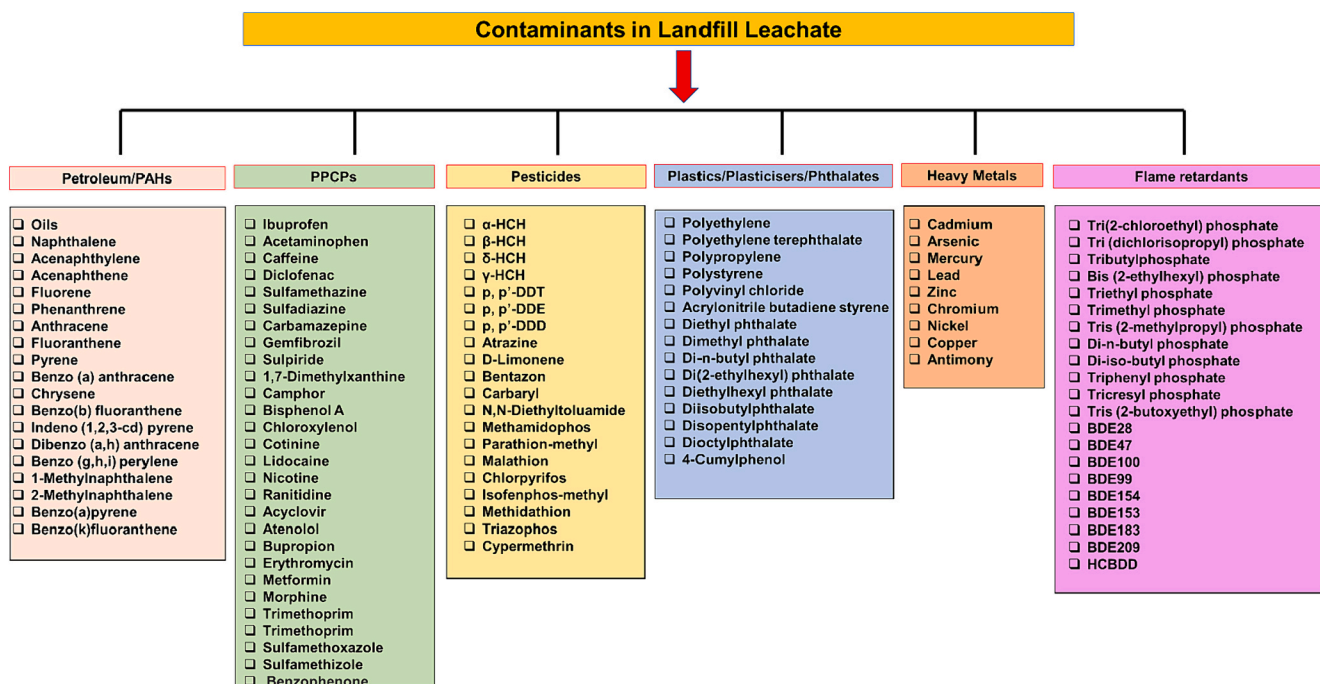 Contaminants in Landfill Leachate
Petroleum/PAHs
Oils
Naphthalene
Acenaphthylene
Acenaphthene
Fluorene
Phenanthrene
Anthracene
Fluoranthene
Pyrene
Benzo (a) anthracene
Chrysene
Benzo(b) fluoranthene
Indeno (1,2,3-cd) pyrene
Dibenzo (a,h) anthracene
Benzo (g,h,i) perylene
1-Methylnaphthalene
2-Methylnaphthalene
Benzo(a)pyrene
Benzo(k)fluoranthene
PPCPs
Ibuprofen
Acetaminophen
Caffeine
Diclofenac
Sulfamethazine
Sulfadiazine
Carbamazepine
Gemfibrozil
Sulpiride
1,7-Dimethylxanthine
Camphor
Bisphenol A
Chloroxylenol
Cotinine
Lidocaine
Nicotine
Ranitidine
Acyclovir
Atenolol
Bupropion
Erythromycin
Metformin
Morphine
Trimethoprim
Trimethoprim
Sulfamethoxazole
Sulfamethizole
Benzophenone
Pesticides
α-HCH
β-HCH
δ-HCH
γ-HCH
p, p’-DDT
p, p’-DDE
p, p’-DDD
Atrazine
D-Limonene
Bentazon
Carbaryl
N,N-Diethyltoluamide
Methamidophos
Parathion-methyl
Malathion
Chlorpyrifos
Isofenphos-methyl
Methidathion
Triazophos
Cypermethrin
Plastics/Plasticisers/Phthalates
Polyethylene
Polyethylene terephthalate
Polypropylene
Polystyrene
Polyvinyl chloride
Acrylonitrile butadiene styrene
Diethyl phthalate
Dimethyl phthalate
Di-n-butyl phthalate
Di(2-ethylhexyl) phthalate
Diethylhexyl phthalate
Diisobutylphthalate
Disopentylphthalate
Dioctylphthalate
4-Cumylphenol
Heavy Metals
Cadmium
Arsenic
Mercury
Lead
Zinc
Chromium
Nickel
Copper
Antimony
Flame retardants
Tri(2-chloroethyl) phosphate
Tri (dichlorisopropyl) phosphate
Tributylphosphate
Bis (2-ethylhexyl) phosphate
Triethyl phosphate
Trimethyl phosphate
Tris (2-methylpropyl) phosphate
Di-n-butyl phosphate
Di-iso-butyl phosphate
Triphenyl phosphate
Tricresyl phosphate
Tris (2-butoxyethyl) phosphate
BDE28
BDE47
BDE100
BDE99
BDE154
BDE153
BDE183
BDE209
HCBDD